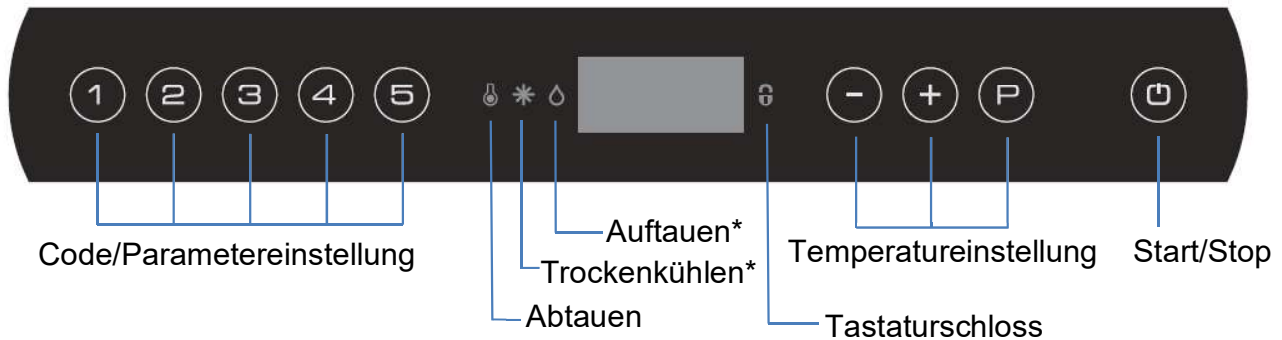 1 2 3 4 5 - + P
Auftauen*
Code/Parametereinstellung
Temperatureinstellung
Start/Stop
Trockenkühlen*
Abtauen
Tastaturschloss